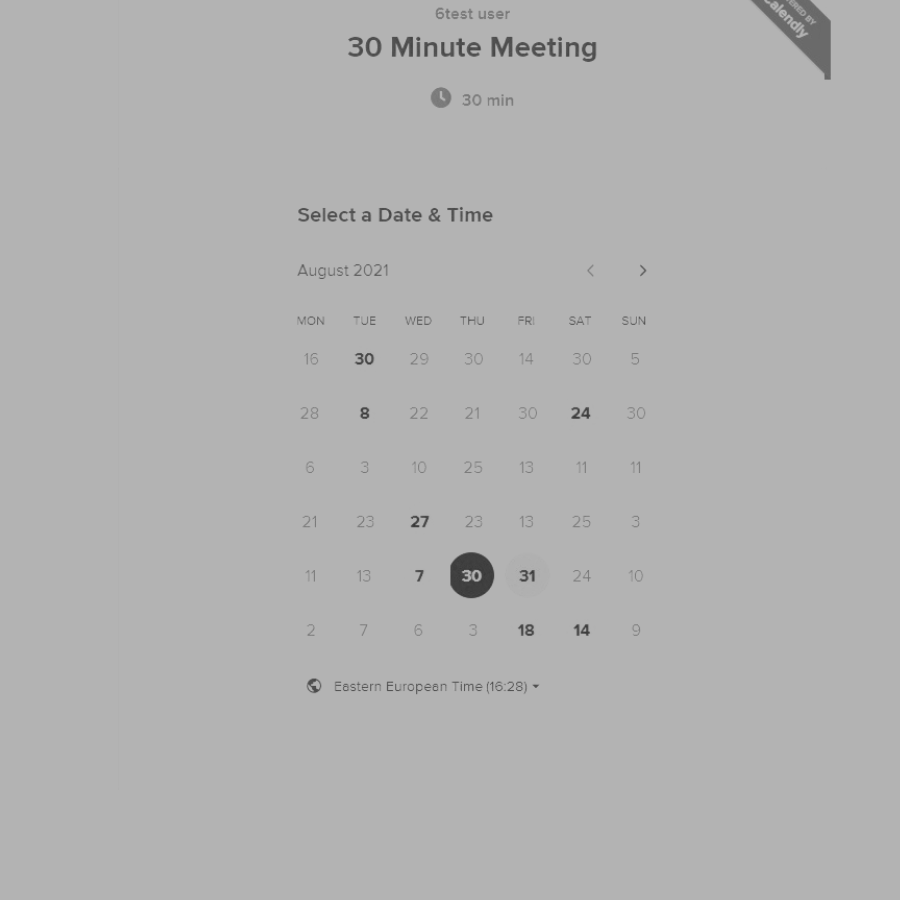 6test user
30 Minute Meeting
30 min
Calendly
Select a Date & Time
August 2021
MON TUE WED THU FRI SAT SUN
16 30 29 30 14 30 5
28 8 22 21 30 24 30
6 3 10 25 13 11 11
21 23 27 23 13 25 3
11 13 7 30 31 24 10
2 7 6 3 18 14 9
Eastern European Time (16:28)